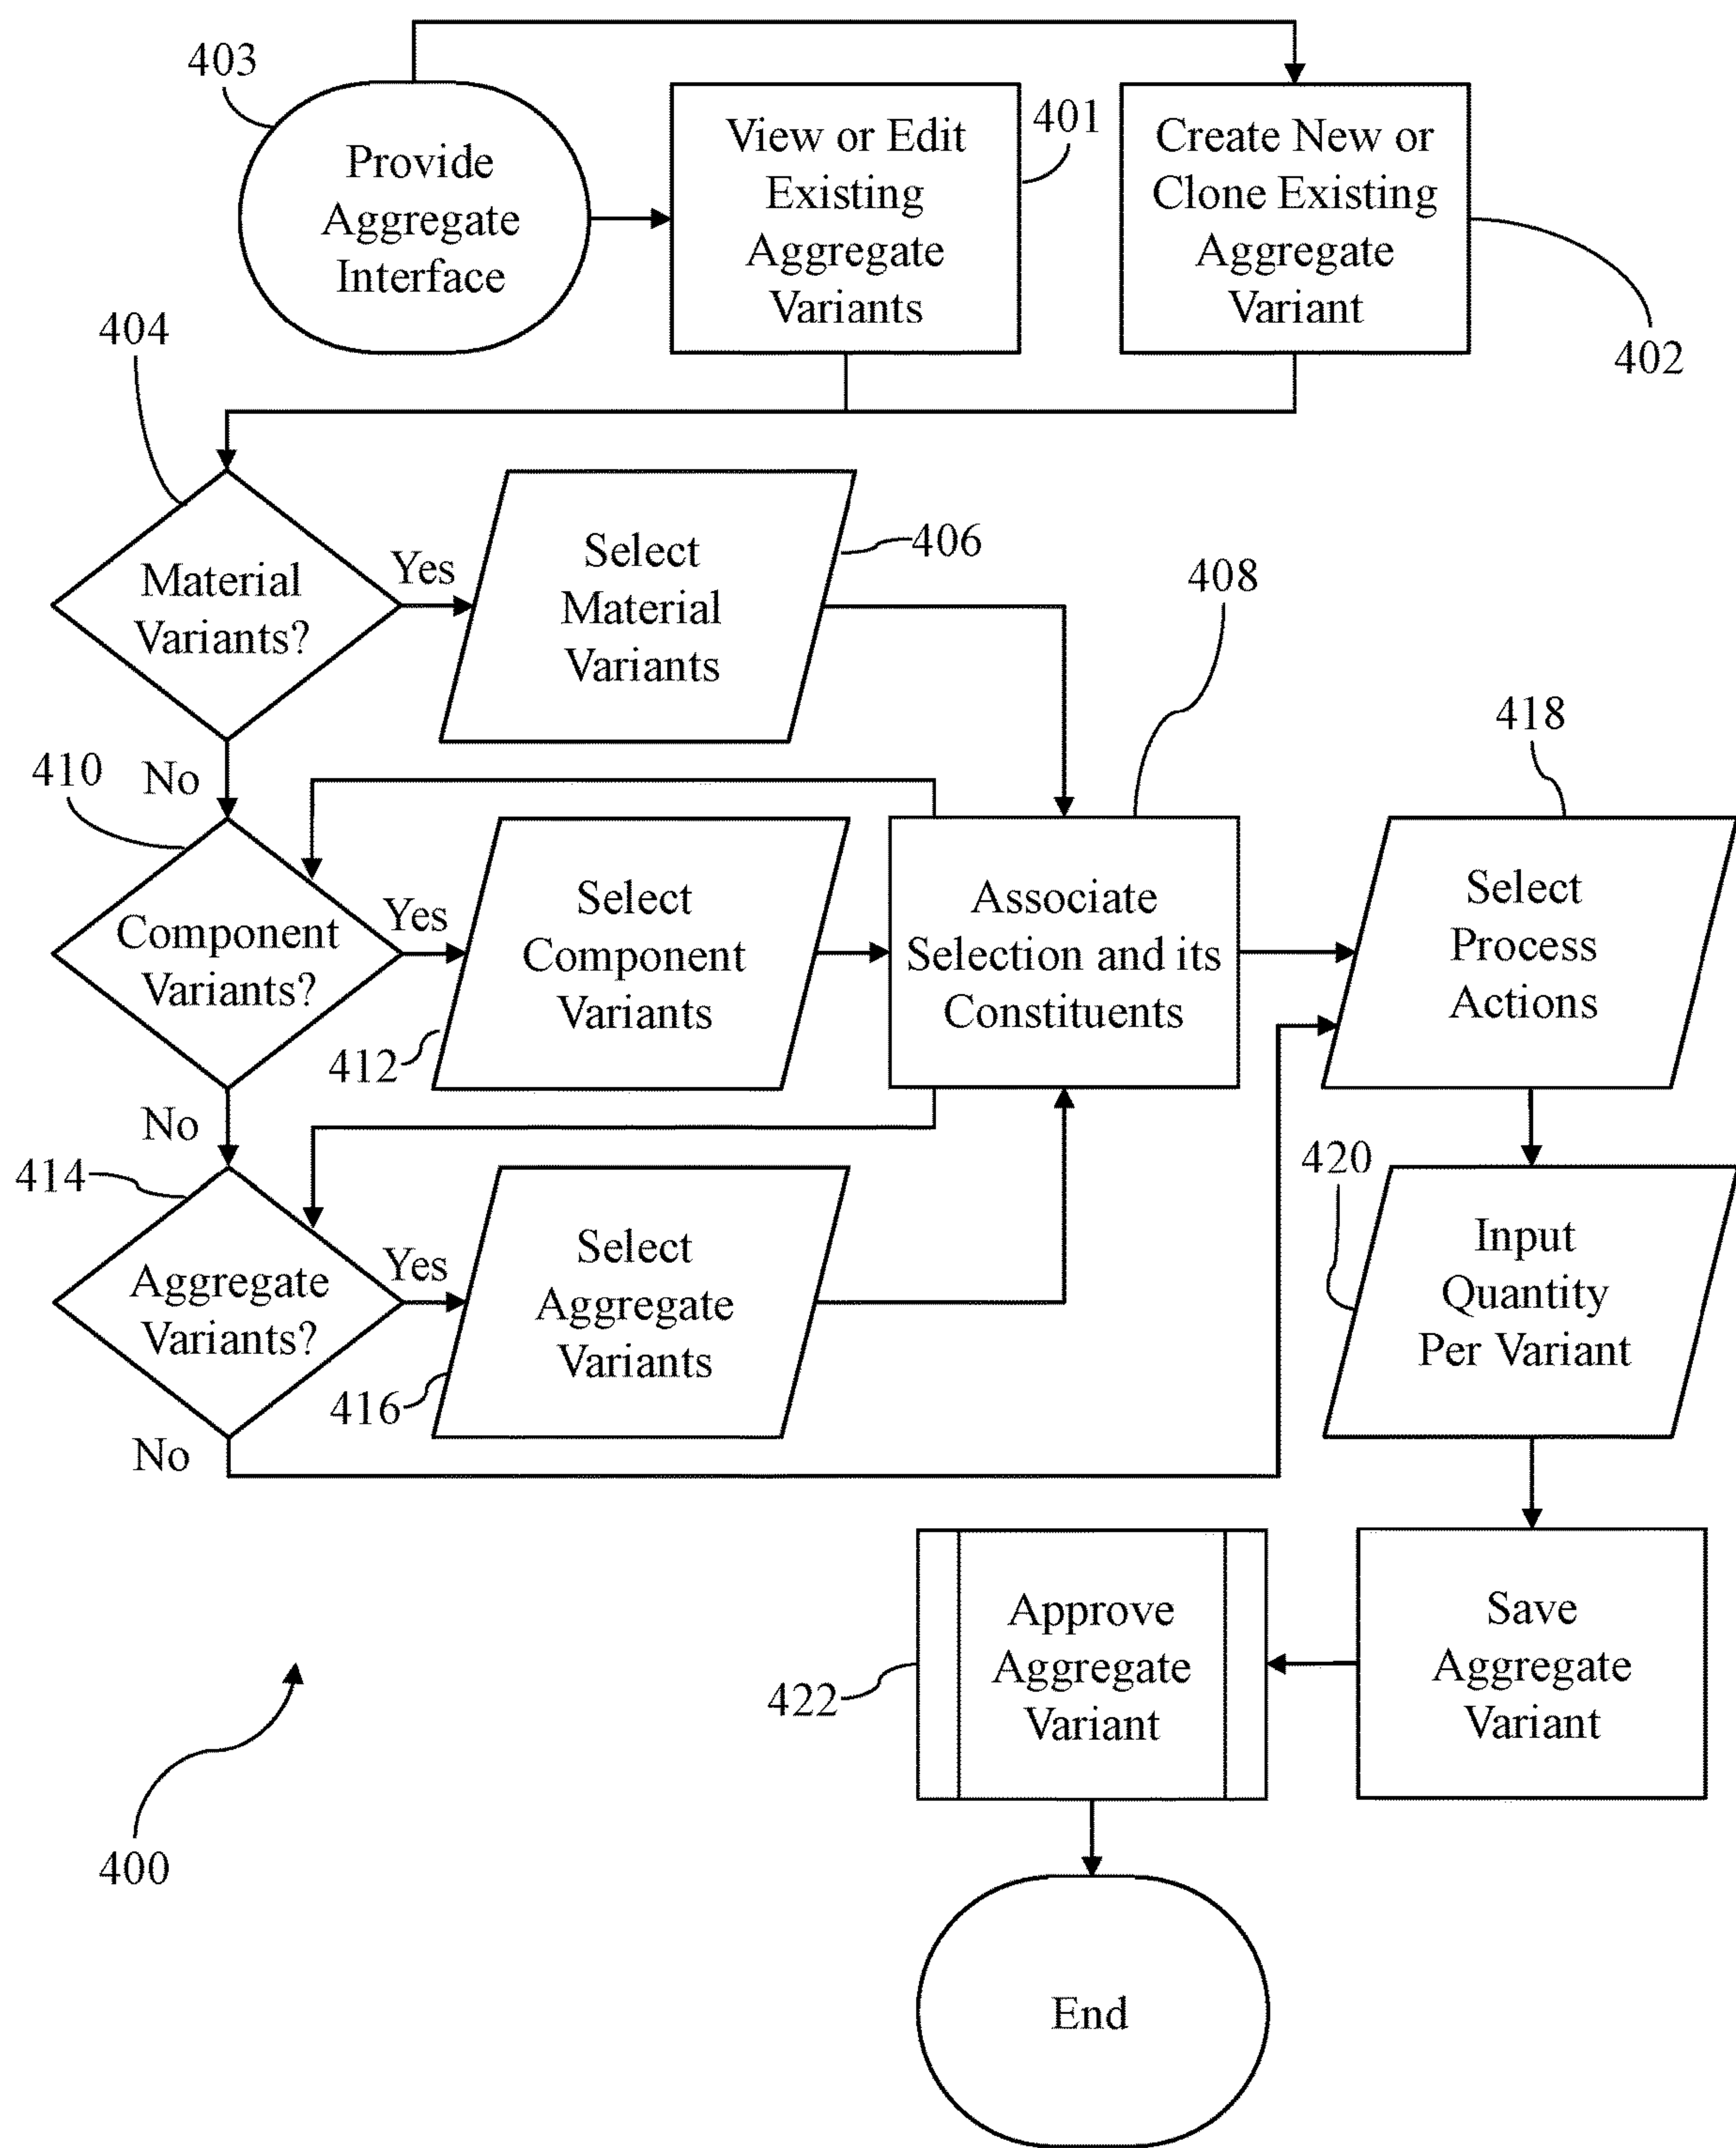 403
Provide
Aggregate
Interface
View or Edit
Existing
Aggregate
Variants
401
Create New or
Clone Existing
Aggregate
Variant
402
404
Material
Variants?
Yes
Select
Material
Variants
406
408
418
No
410
Component
Variants?
Yes
Select
Component
Variants
412
Associate
Selection and its
Constituents
Select
Process
Actions
No
414
Aggregate
Variants?
Yes
Select
Aggregate
Variants
416
420
Input
Quantity
Per Variant
No
Approve
Aggregate
Variant
422
Save
Aggregate
Variant
400
End